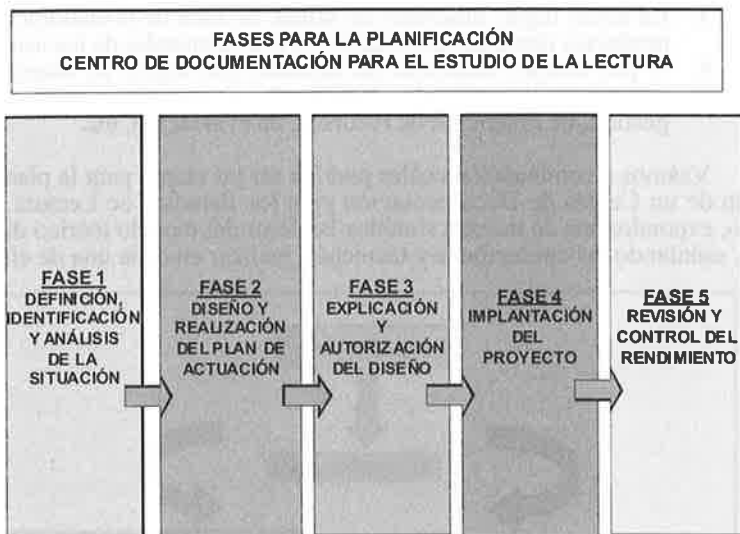 FASES PARA LA PLANIFICACIÓN
CENTRO DE DOCUMENTACIÓN PARA EL ESTUDIO DE LA LECTURA
FASE 1
DEFINICIÓN,
IDENTIFICACIÓN
Y ANÁLISIS
DE LA
SITUACIÓN
FASE 2
DISEÑO Y
REALIZACIÓN
DEL PLAN DE
ACTUACIÓN
FASE 3
EXPLICACIÓN
Y
AUTORIZACIÓN
DEL DISEÑO
FASE 4
IMPLANTACIÓN
DEL
PROYECTO
FASE 5
REVISIÓN Y
CONTROL DEL
RENDIMIENTO